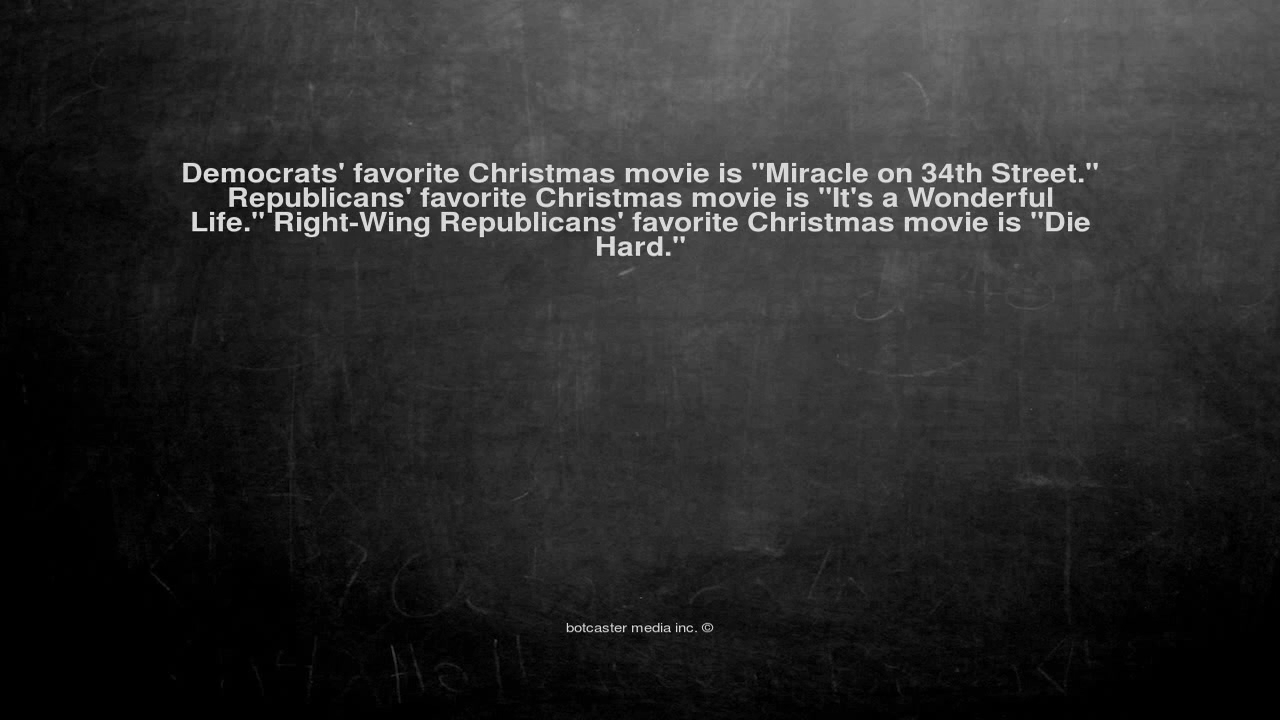 Democrats' favorite Christmas movie is "Miracle on 34th Street."
Republicans' favorite Christmas movie is "It's a Wonderful
Life." Right-Wing Republicans' favorite Christmas movie is "Die
Hard."
botcaster media inc. ©